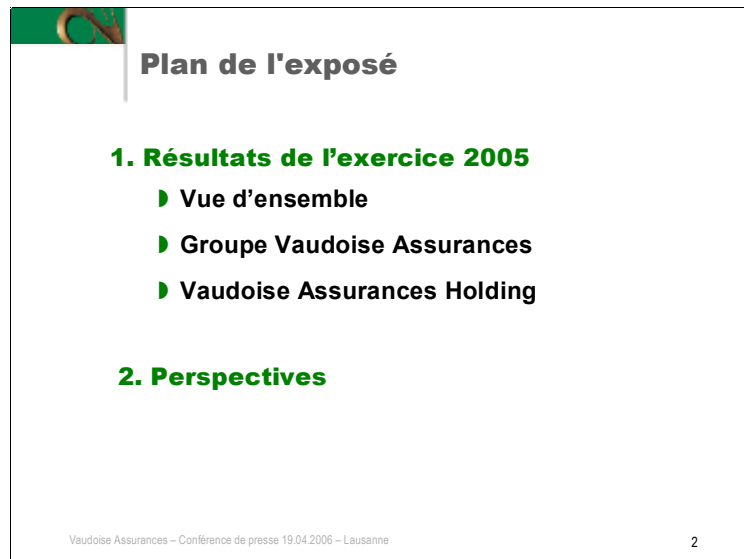 Plan de l'exposé
1. Résultats de l’exercice 2005
Vue d’ensemble
Groupe Vaudoise Assurances
Vaudoise Assurances Holding
2. Perspectives
Vaudoise Assurances – Conférence de presse 19.04.2006 – Lausanne
2